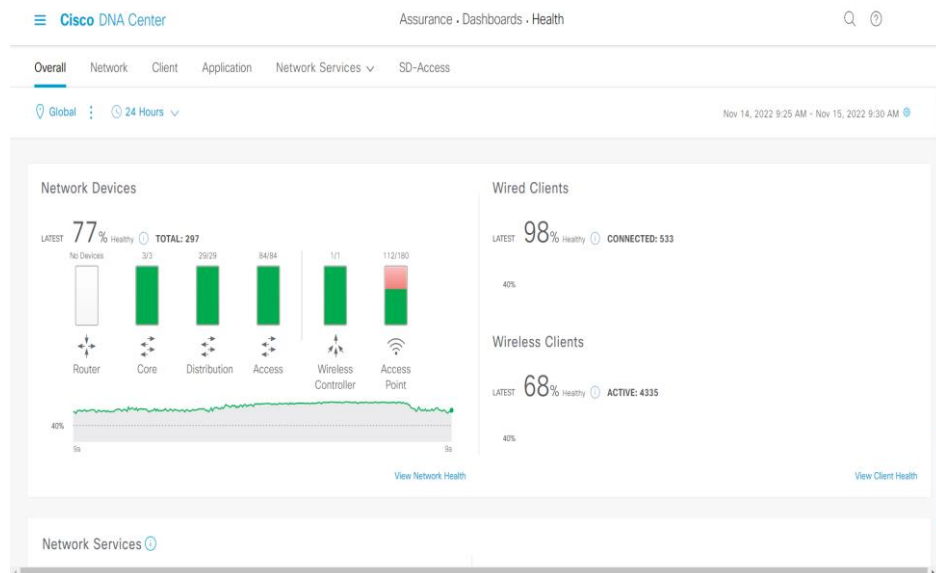 Cisco DNA Center
Assurance · Dashboards · Health
Overall Network Client Application Network Services SD-Access
Global 24 Hours
Nov 14, 2022 9:25 AM - Nov 15, 2022 9:30 AM
Network Devices
LATEST 77% Healthy TOTAL: 297
No Devices 3/3 29/29 84/84 1/1 112/180
Router Core Distribution Access Wireless Controller Access Point
40%
9a 9a
View Network Health
Wired Clients
LATEST 98% Healthy CONNECTED: 533
40%
Wireless Clients
LATEST 68% Healthy ACTIVE: 4335
40%
View Client Health
Network Services